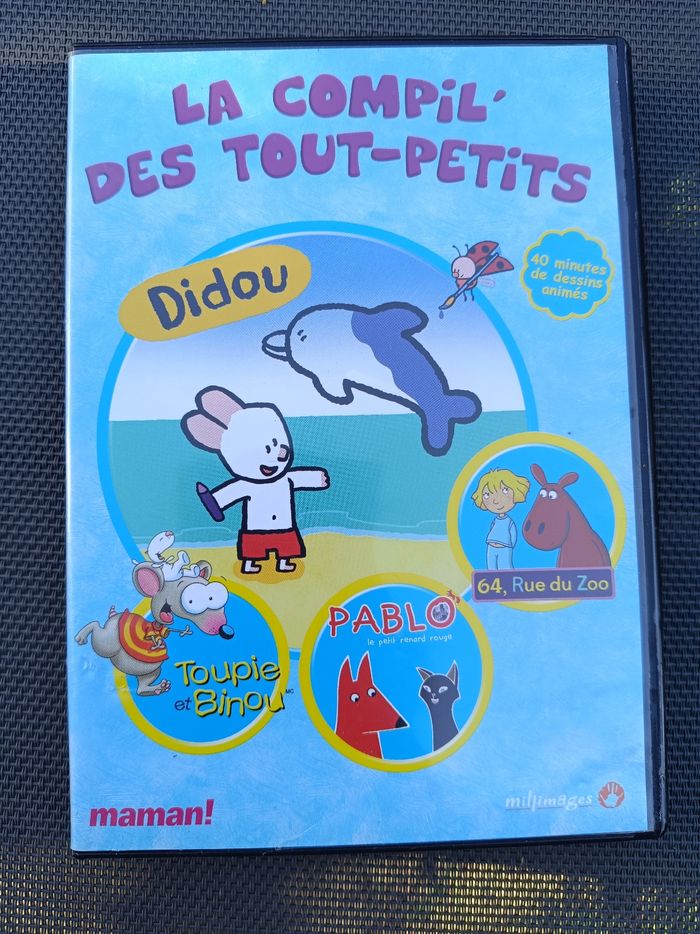 LA COMPIL'
DES TOUT-PETITS
Didou
40 minutes
de dessins
animés
64, Rue du Zoo
PABLO
le petit renard rouge
Toupie
et Binou MC
maman!
millimages